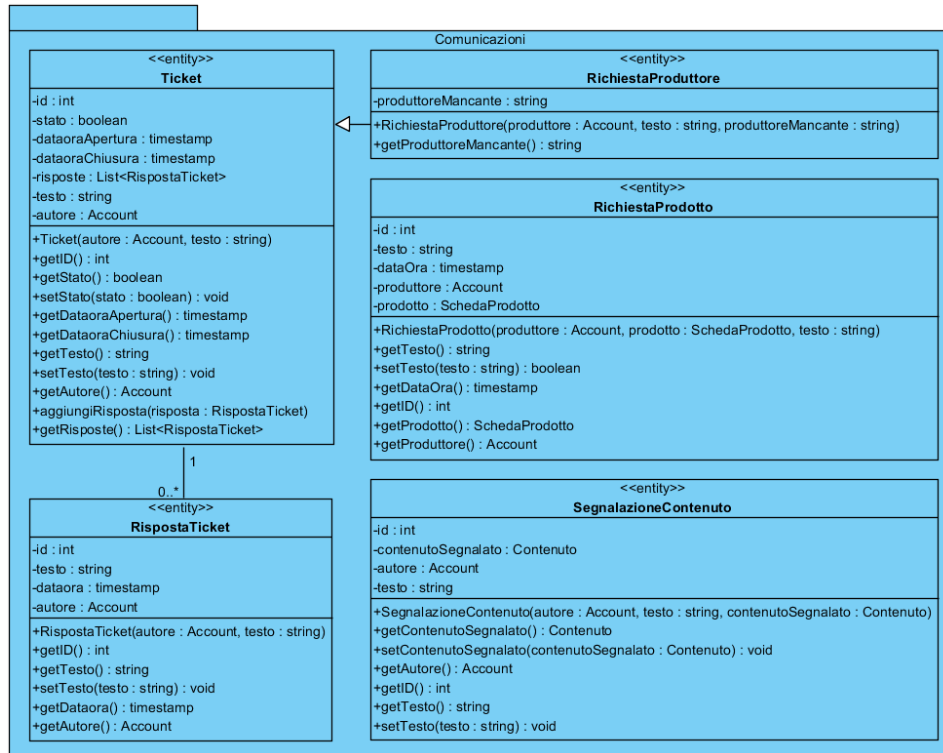 Comunicazioni
<<entity>>
Ticket
-id : int
-stato : boolean
-dataoraApertura : timestamp
-dataoraChiusura : timestamp
-risposte : List<RispostaTicket>
-testo : string
-autore : Account
+Ticket(autore : Account, testo : string)
+getID() : int
+getStato() : boolean
+setStato(stato : boolean) : void
+getDataoraApertura() : timestamp
+getDataoraChiusura() : timestamp
+getTesto() : string
+setTesto(testo : string) : void
+getAutore() : Account
+aggiungiRisposta(risposta : RispostaTicket)
+getRisposte() : List<RispostaTicket>
1
0..*
<<entity>>
RispostaTicket
-id : int
-testo : string
-dataora : timestamp
-autore : Account
+RispostaTicket(autore : Account, testo : string)
+getID() : int
+getTesto() : string
+setTesto(testo : string) : void
+getDataora() : timestamp
+getAutore() : Account
<<entity>>
RichiestaProduttore
-produttoreMancante : string
+RichiestaProduttore(produttore : Account, testo : string, produttoreMancante : string)
+getProduttoreMancante() : string
<<entity>>
RichiestaProdotto
-id : int
-testo : string
-dataOra : timestamp
-produttore : Account
-prodotto : SchedaProdotto
+RichiestaProdotto(produttore : Account, prodotto : SchedaProdotto, testo : string)
+getTesto() : string
+setTesto(testo : string) : boolean
+getDataOra() : timestamp
+getID() : int
+getProdotto() : SchedaProdotto
+getProduttore() : Account
<<entity>>
SegnalazioneContenuto
-id : int
-contenutoSegnalato : Contenuto
-autore : Account
-testo : string
+SegnalazioneContenuto(autore : Account, testo : string, contenutoSegnalato : Contenuto)
+getContenutoSegnalato() : Contenuto
+setContenutoSegnalato(contenutoSegnalato : Contenuto) : void
+getAutore() : Account
+getID() : int
+getTesto() : string
+setTesto(testo : string) : void